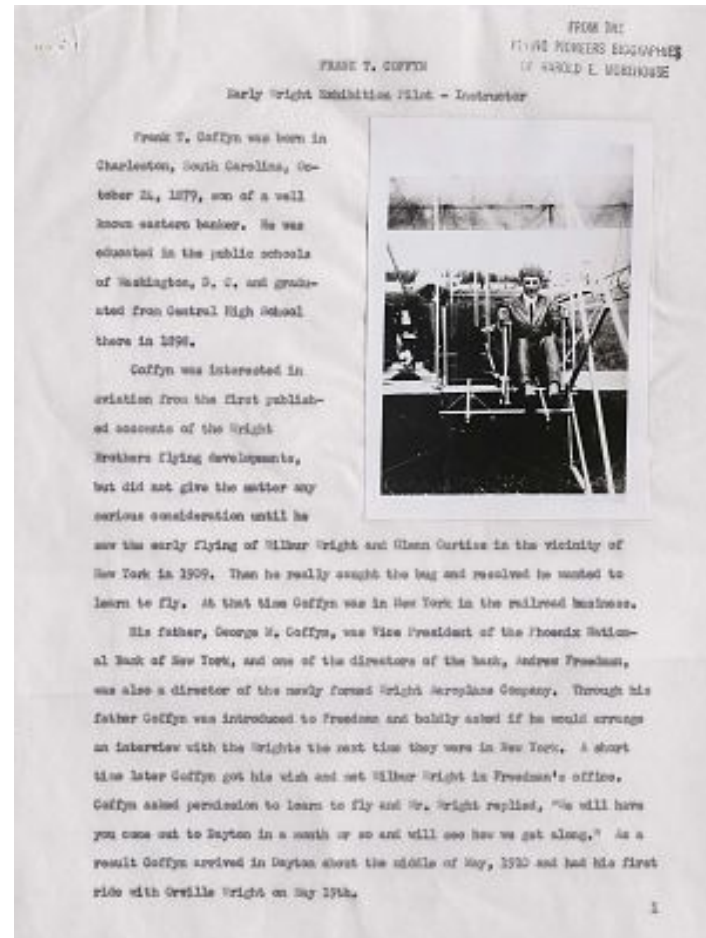 FROM THE
FLYING PIONEERS BIOGRAPHIES
OF HAROLD E. MOREHOUSE
FRANK T. COFFYN
Early Wright Exhibition Pilot - Instructor
Frank T. Coffyn was born in
Charleston, South Carolina, Oc-
tober 24, 1879, son of a well
known eastern banker. He was
educated in the public schools
of Washington, D. C. and gradu-
ated from Central High School
there in 1898.
Coffyn was interested in
aviation from the first publish-
ed accounts of the Wright
Brothers flying developments,
but did not give the matter any
serious consideration until he
saw the early flying of Wilbur Wright and Glenn Curtiss in the vicinity of
New York in 1909. Then he really caught the bug and resolved he wanted to
learn to fly. At that time Coffyn was in New York in the railroad business.
His father, George M. Coffyn, was Vice President of the Phoenix Nation-
al Bank of New York, and one of the directors of the bank, Andrew Freedman,
was also a director of the newly formed Wright Aeroplane Company. Through his
father Coffyn was introduced to Freedman and boldly asked if he would arrange
an interview with the Wrights the next time they were in New York. A short
time later Coffyn got his wish and met Wilbur Wright in Freedman's office.
Coffyn asked permission to learn to fly and Mr. Wright replied, "We will have
you come out to Dayton in a month or so and will see how we get along." As a
result Coffyn arrived in Dayton about the middle of May, 1910 and had his first
ride with Orville Wright on May 19th.
1